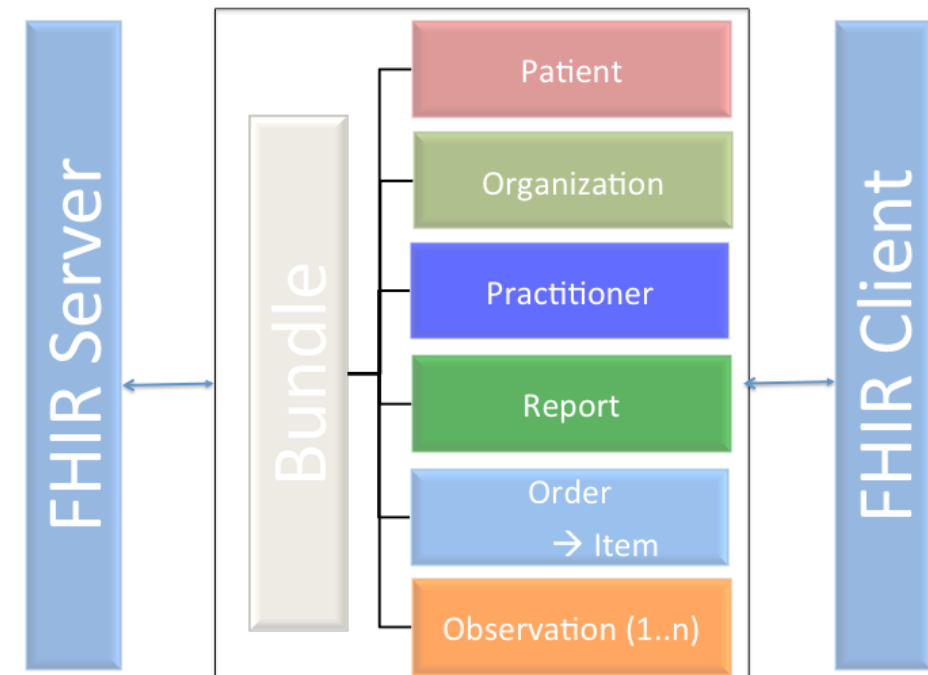 FHIR Server
Bundle
Patient
Organization
Practitioner
Report
Order
→ Item
Observation (1..n)
FHIR Client